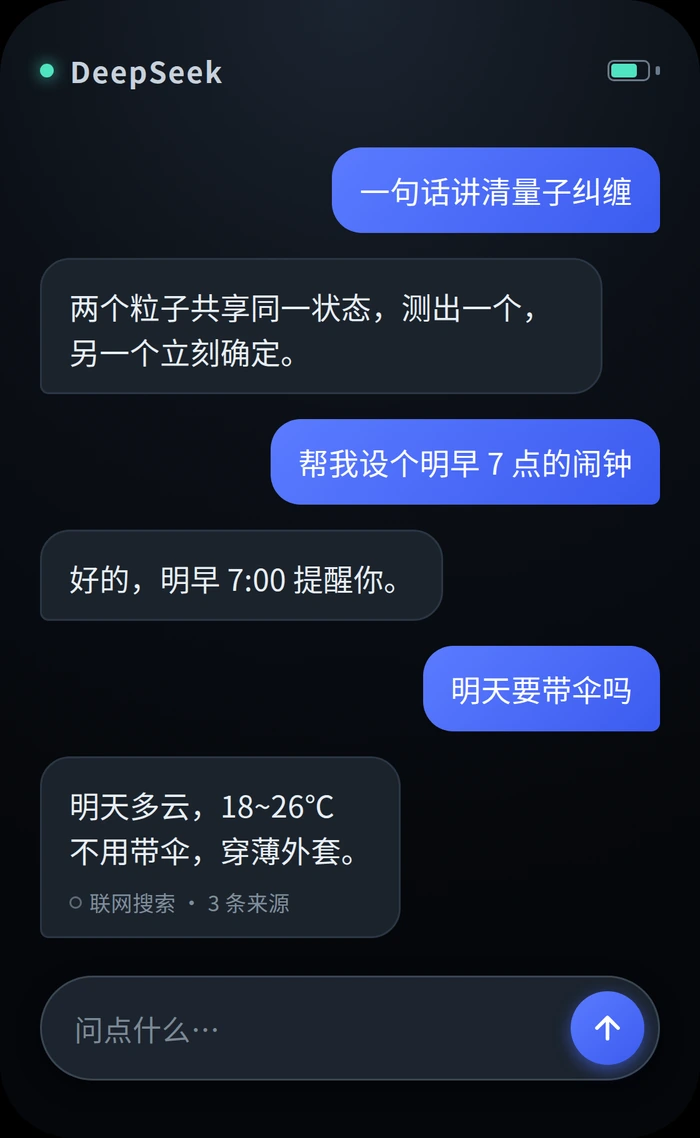 DeepSeek
一句话讲清量子纠缠
两个粒子共享同一状态，测出一个，
另一个立刻确定。
帮我设个明早 7 点的闹钟
好的，明早 7:00 提醒你。
明天要带伞吗
明天多云，18~26℃
不用带伞，穿薄外套。
联网搜索 · 3 条来源
问点什么…